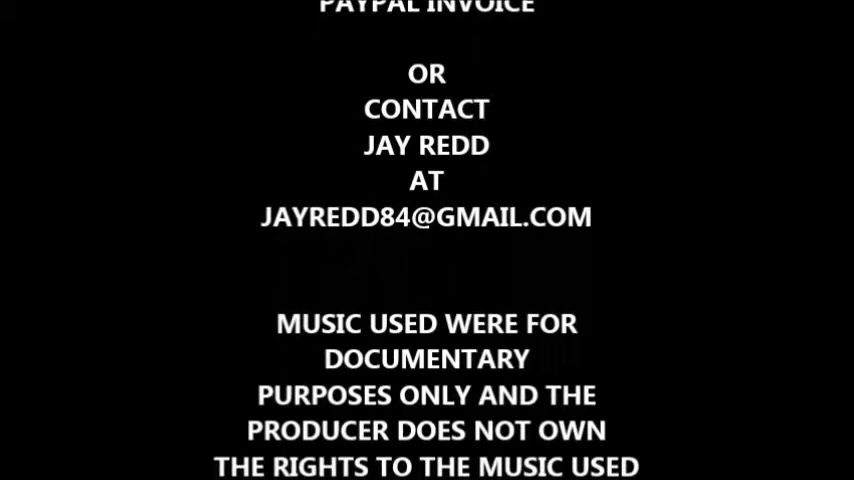 PAYPAL INVOICE
OR
CONTACT
JAY REDD
AT
JAYREDD84@GMAIL.COM
MUSIC USED WERE FOR
DOCUMENTARY
PURPOSES ONLY AND THE
PRODUCER DOES NOT OWN
THE RIGHTS TO THE MUSIC USED